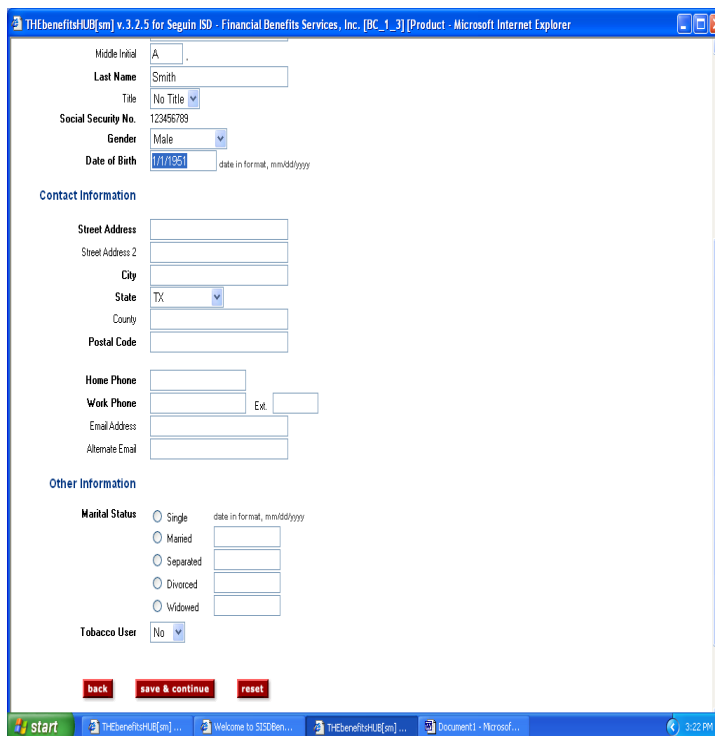 THEbenefitsHUB[sm] v.3.2.5 for Seguin ISD - Financial Benefits Services, Inc. [BC_1_3] [Product - Microsoft Internet Explorer
Middle Initial A .
Last Name Smith
Title No Title
Social Security No. 123456789
Gender Male
Date of Birth 1/1/1951 date in format, mm/dd/yyyy
Contact Information
Street Address
Street Address 2
City
State TX
County
Postal Code
Home Phone
Work Phone Ext.
Email Address
Alternate Email
Other Information
Marital Status Single date in format, mm/dd/yyyy
Married
Separated
Divorced
Widowed
Tobacco User No
back save & continue reset
start THEbenefitsHUB[sm] ... Welcome to SISDBen... THEbenefitsHUB[sm] ... Document1 - Microsof... 3:22 PM